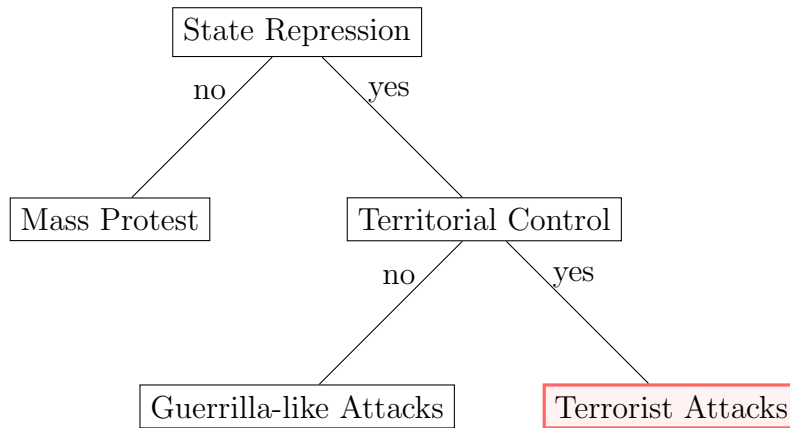 State Repression
no
yes
Mass Protest
Territorial Control
no
yes
Guerrilla-like Attacks
Terrorist Attacks